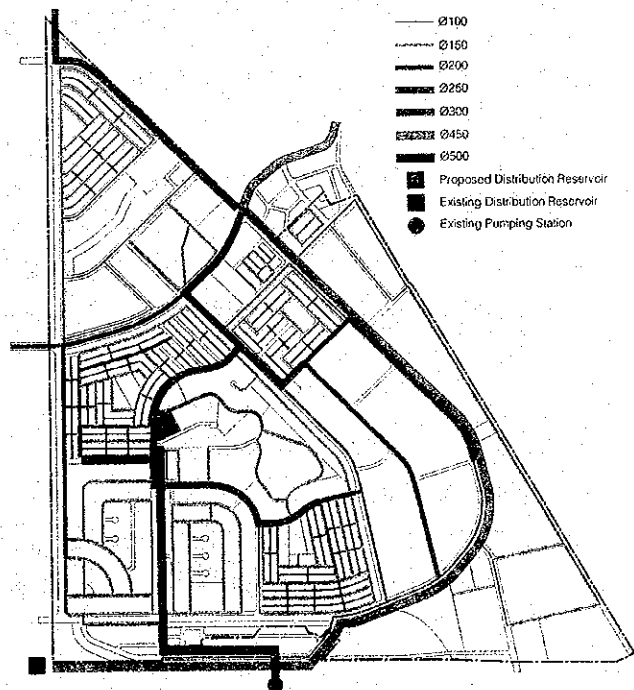 Ø100
Ø150
Ø200
Ø250
Ø300
Ø450
Ø500
Proposed Distribution Reservoir
Existing Distribution Reservoir
Existing Pumping Station